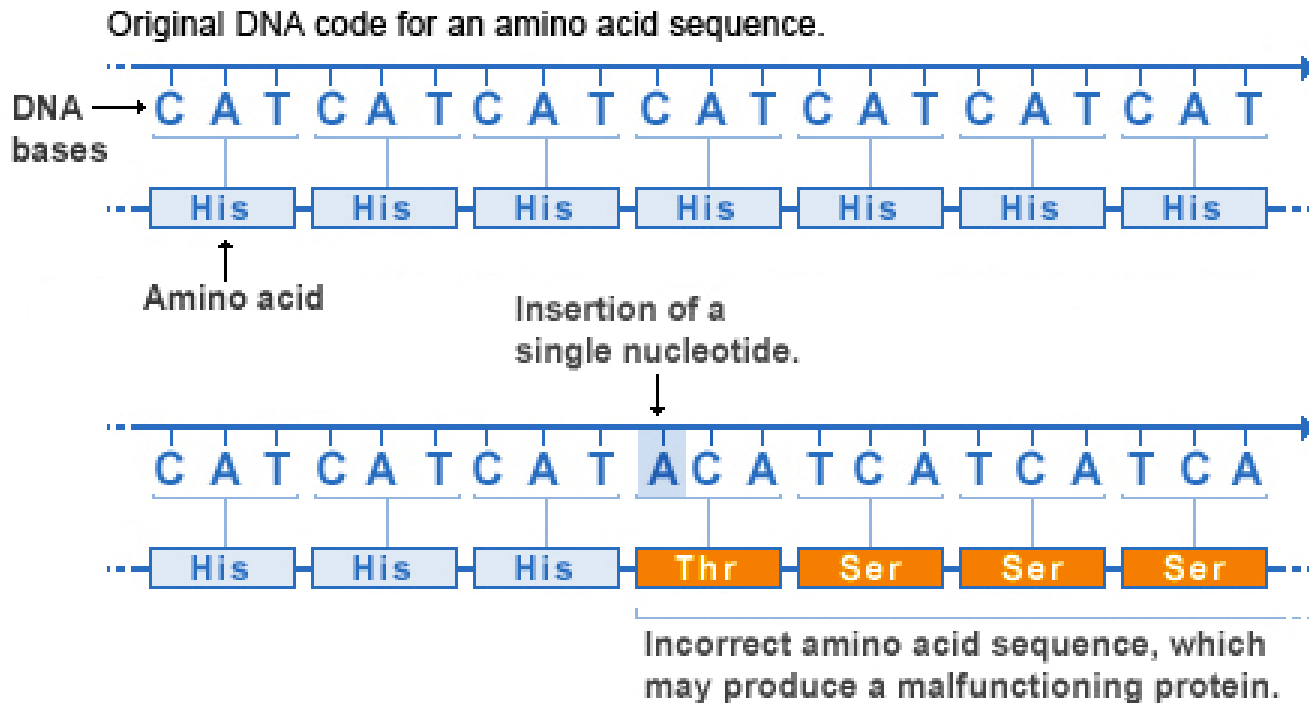 Original DNA code for an amino acid sequence.
DNA bases
C A T C A T C A T C A T C A T C A T C A T
His His His His His His His
Amino acid
Insertion of a
single nucleotide.
C A T C A T C A T A C A T C A T C A T C A
His His His Thr Ser Ser Ser
Incorrect amino acid sequence, which
may produce a malfunctioning protein.